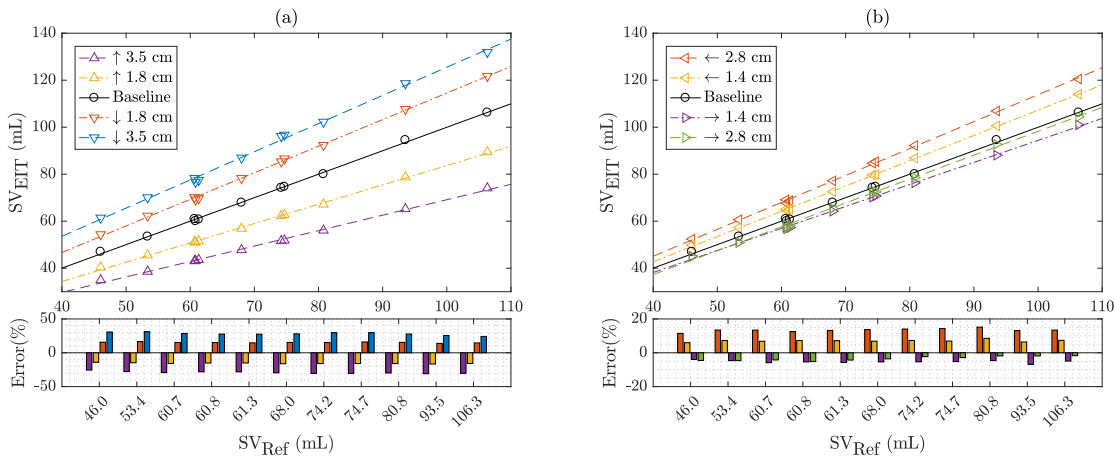 (a)
140
120
100
80
60
40
SV_EIT (mL)
↑ 3.5 cm
↑ 1.8 cm
Baseline
↓ 1.8 cm
↓ 3.5 cm
40 50 60 70 80 90 100 110
50
0
-50
Error(%)
46.0 53.4 60.7 60.8 61.3 68.0 74.2 74.7 80.8 93.5 106.3
SV_Ref (mL)
(b)
140
120
100
80
60
40
SV_EIT (mL)
← 2.8 cm
← 1.4 cm
Baseline
→ 1.4 cm
→ 2.8 cm
40 50 60 70 80 90 100 110
20
0
-20
Error(%)
46.0 53.4 60.7 60.8 61.3 68.0 74.2 74.7 80.8 93.5 106.3
SV_Ref (mL)